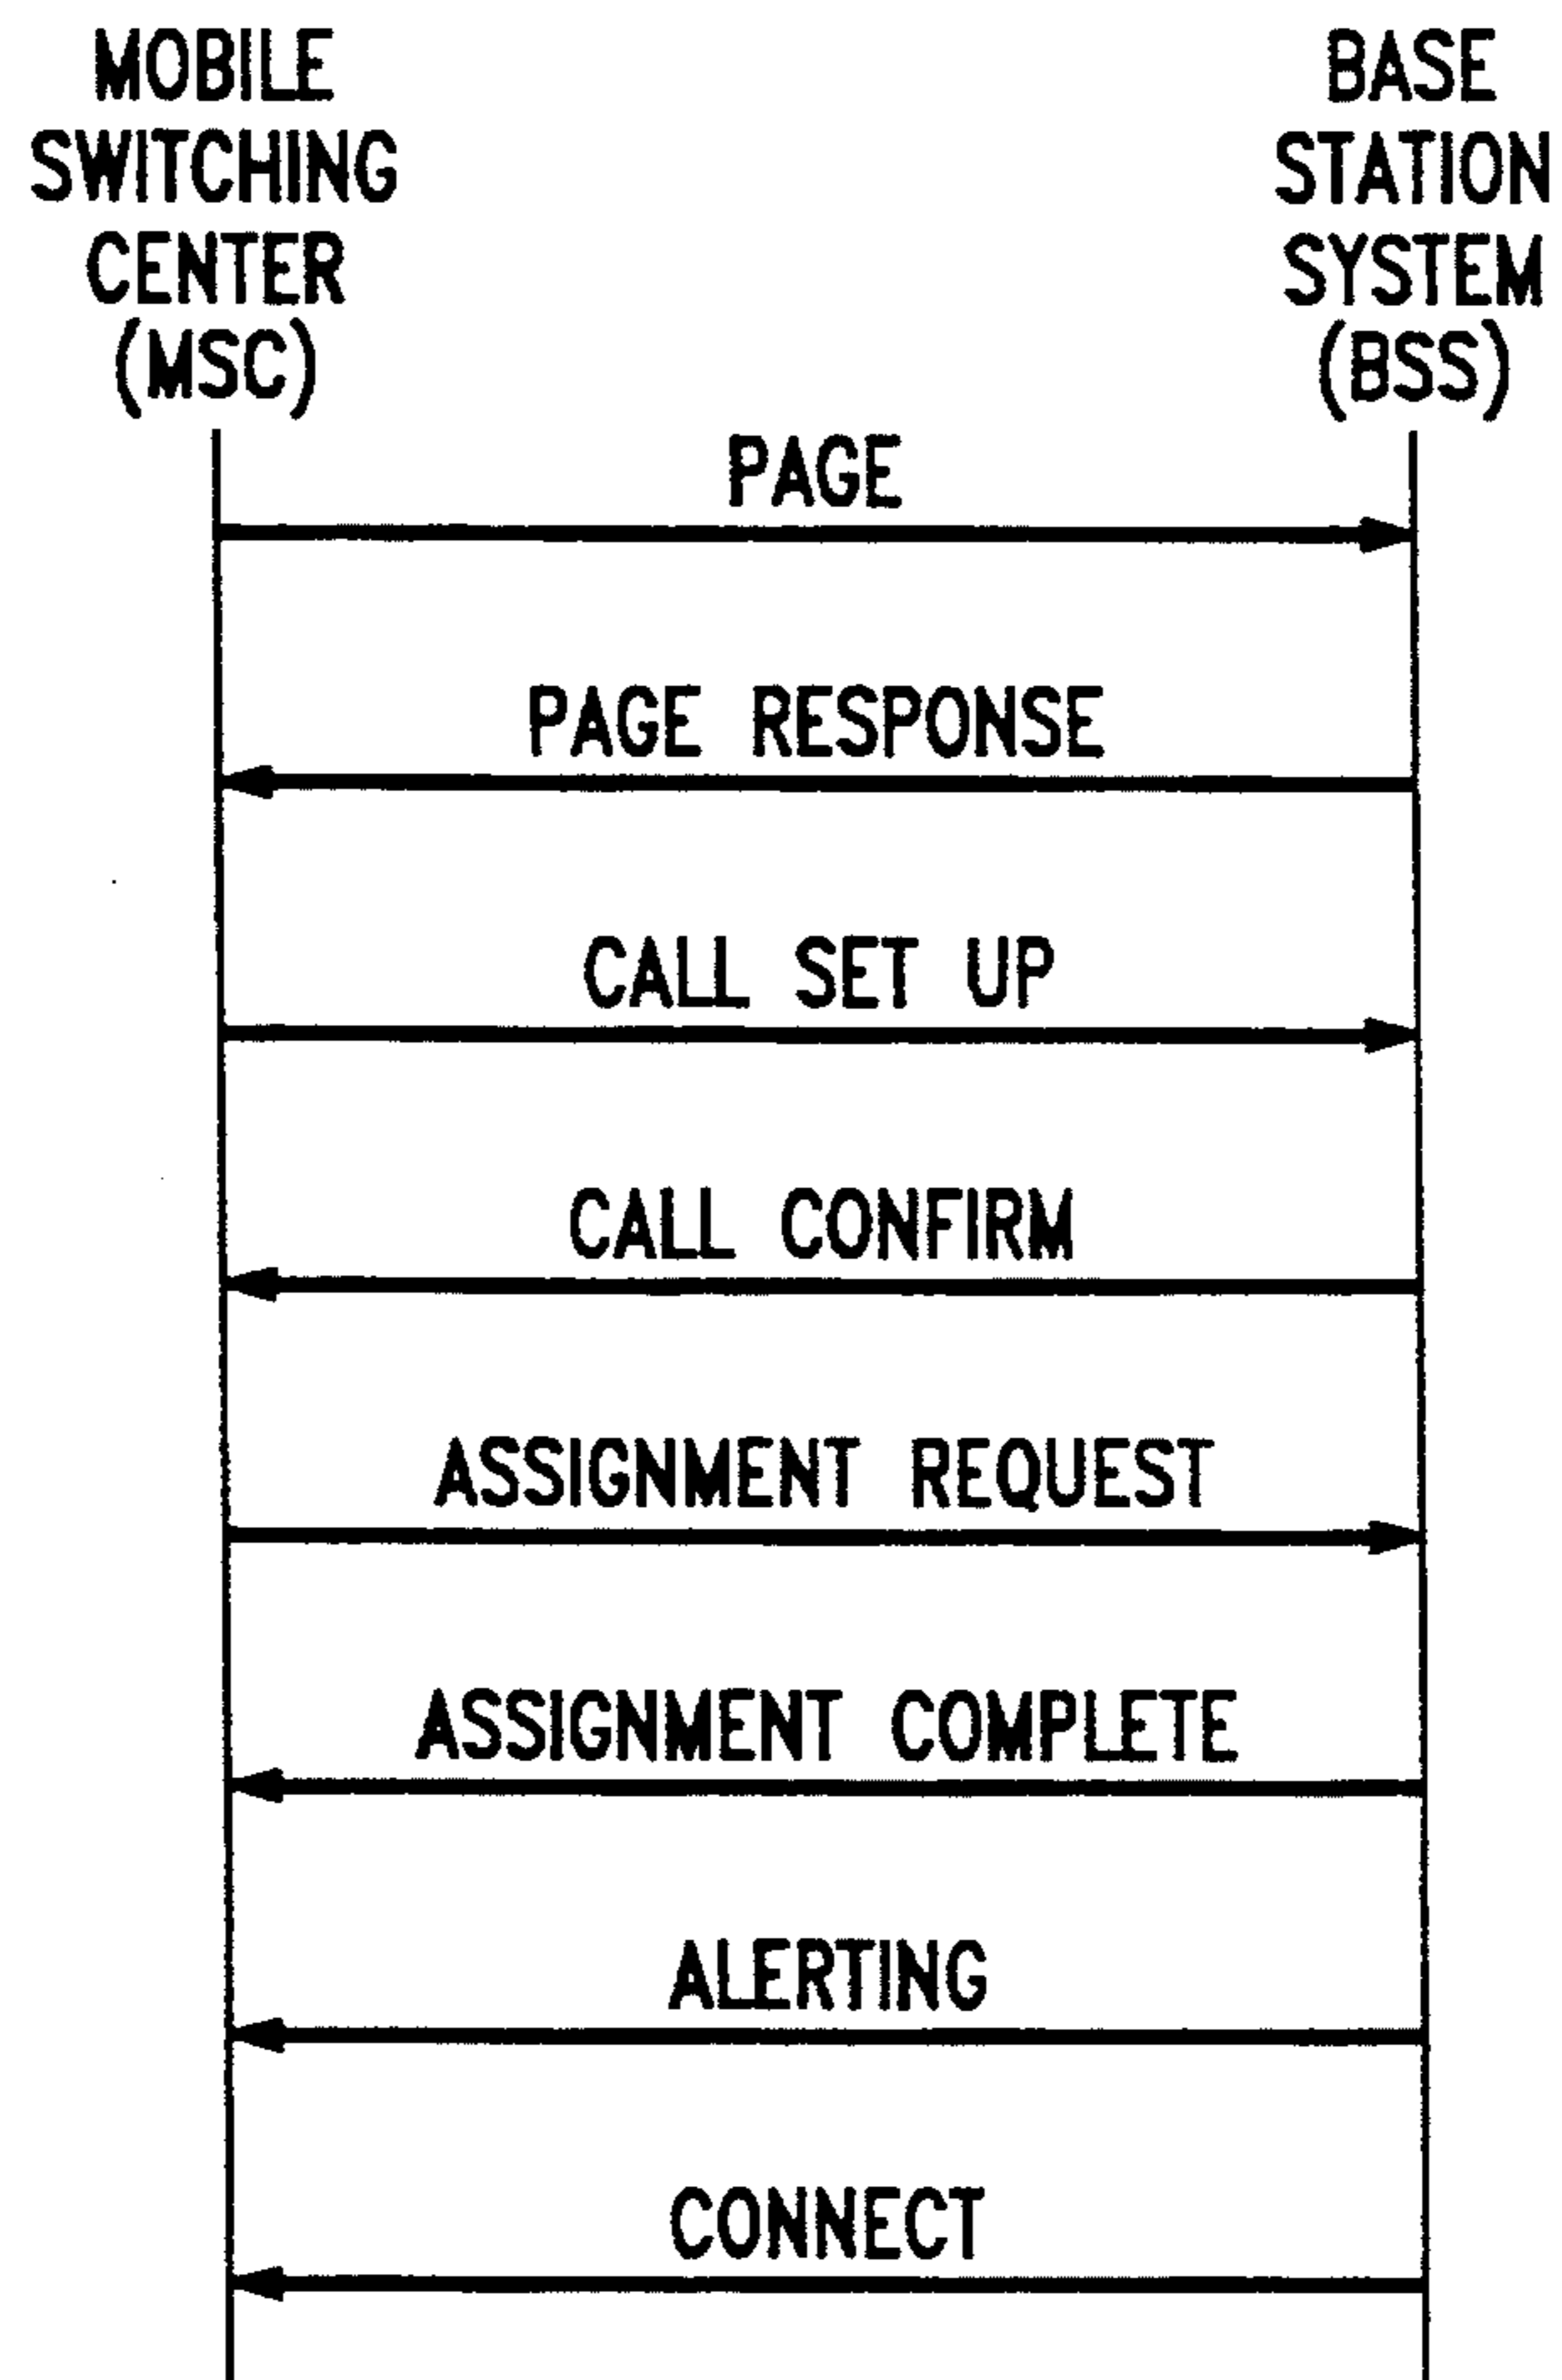 MOBILE
SWITCHING
CENTER
(MSC)
BASE
STATION
SYSTEM
(BSS)
PAGE
PAGE RESPONSE
CALL SET UP
CALL CONFIRM
ASSIGNMENT REQUEST
ASSIGNMENT COMPLETE
ALERTING
CONNECT